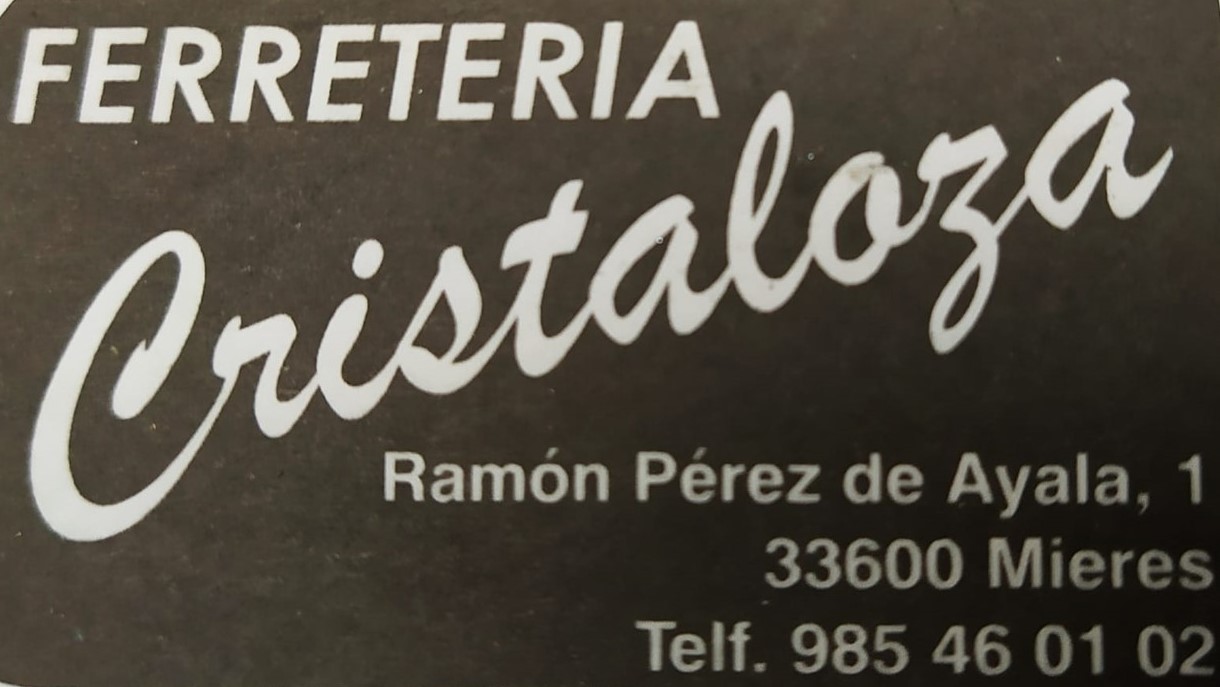 FERRETERIA
Cristaloza
Ramón Pérez de Ayala, 1
33600 Mieres
Telf. 985 46 01 02